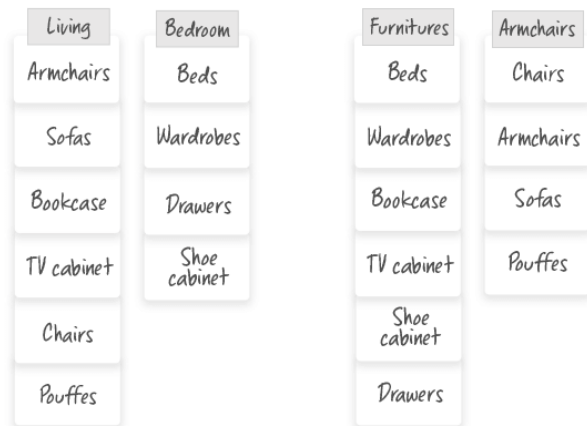 Living
Armchairs
Sofas
Bookcase
TV cabinet
Chairs
Pouffes
Bedroom
Beds
Wardrobes
Drawers
Shoe
cabinet
Furnitures
Beds
Wardrobes
Bookcase
TV cabinet
Shoe
cabinet
Drawers
Armchairs
Chairs
Armchairs
Sofas
Pouffes